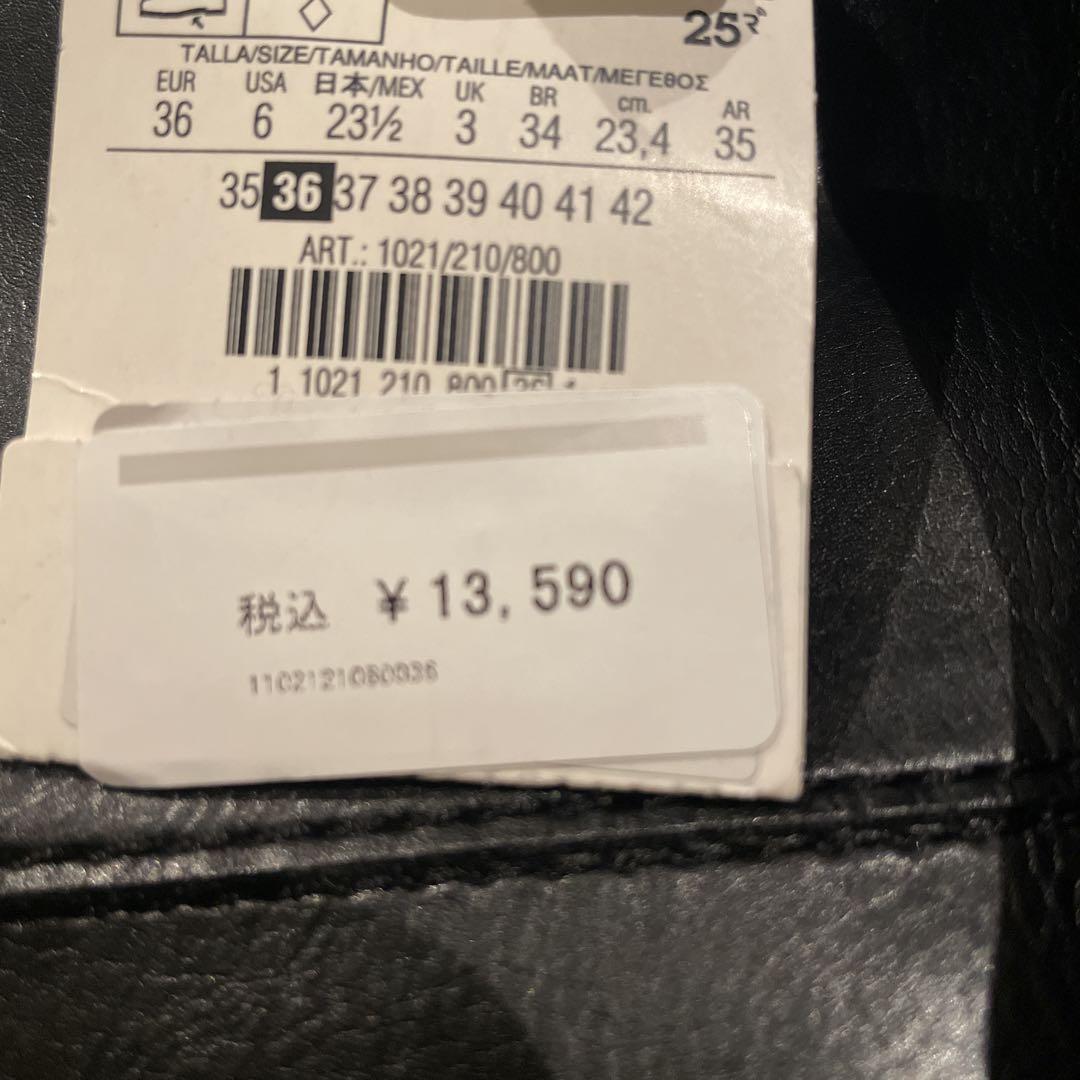 25
TALLA/SIZE/TAMANHO/TAILLE/MAAT/ΜΕΓΕΘΟΣ
EUR USA 日本/MEX UK BR cm. AR
36 6 23½ 3 34 23,4 35
35 36 37 38 39 40 41 42
ART.: 1021/210/800
1 1021 210 800 36
税込 ¥13,590
1102121080036